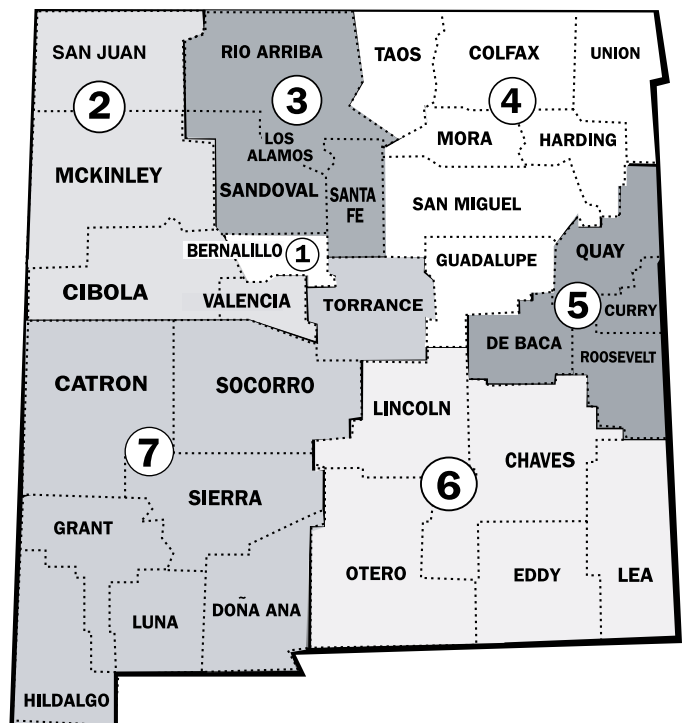 SAN JUAN
RIO ARRIBA
TAOS
COLFAX
UNION
2
3
4
LOS
ALAMOS
MORA
HARDING
MCKINLEY
SANDOVAL
SANTA
FE
SAN MIGUEL
BERNALILLO
1
GUADALUPE
QUAY
CIBOLA
VALENCIA
TORRANCE
5
CURRY
DE BACA
ROOSEVELT
CATRON
SOCORRO
LINCOLN
7
CHAVES
6
SIERRA
GRANT
OTERO
EDDY
LEA
LUNA
DOÑA ANA
HILDALGO